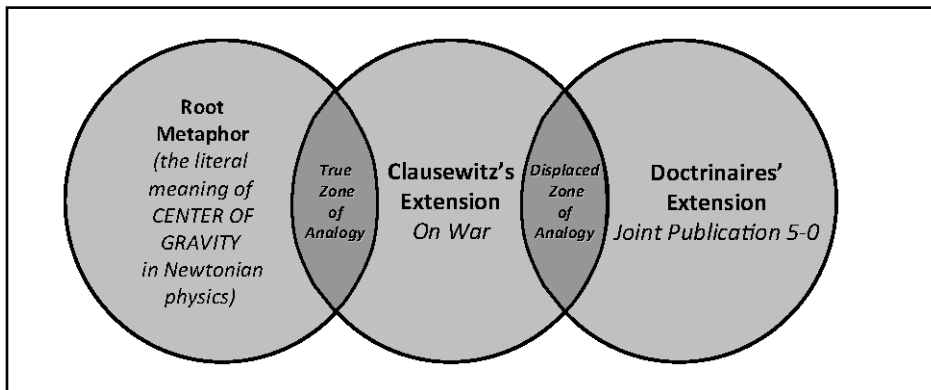 Root
Metaphor
(the literal
meaning of
CENTER OF
GRAVITY
in Newtonian
physics)
True
Zone
of
Analogy
Clausewitz’s
Extension
On War
Displaced
Zone
of
Analogy
Doctrinaires’
Extension
Joint Publication 5-0